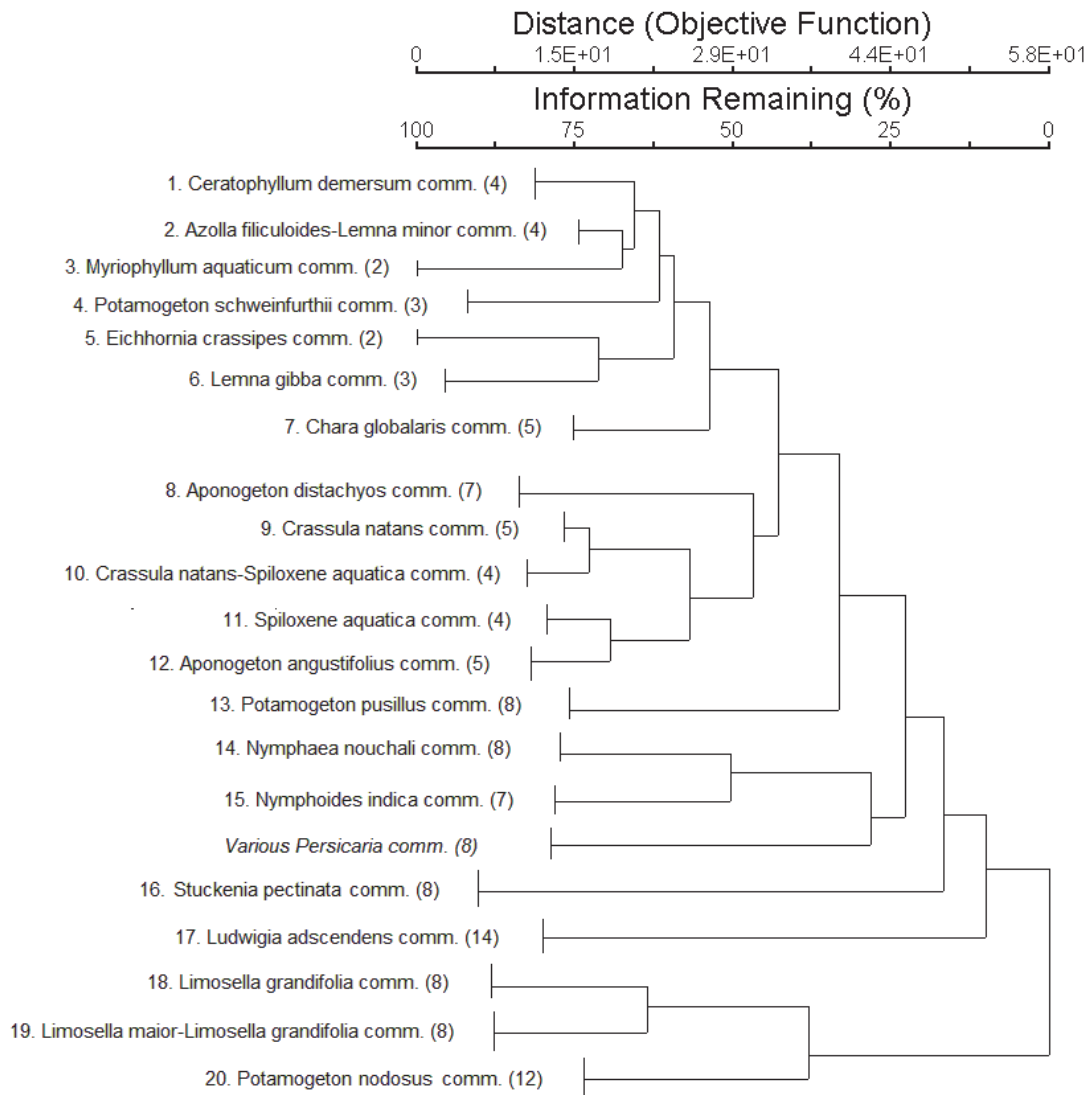 Distance (Objective Function)
0 1.5E+01 2.9E+01 4.4E+01 5.8E+01
Information Remaining (%)
100 75 50 25 0
1. Ceratophyllum demersum comm. (4)
2. Azolla filiculoides-Lemna minor comm. (4)
3. Myriophyllum aquaticum comm. (2)
4. Potamogeton schweinfurthii comm. (3)
5. Eichhornia crassipes comm. (2)
6. Lemna gibba comm. (3)
7. Chara globalaris comm. (5)
8. Aponogeton distachyos comm. (7)
9. Crassula natans comm. (5)
10. Crassula natans-Spiloxene aquatica comm. (4)
11. Spiloxene aquatica comm. (4)
12. Aponogeton angustifolius comm. (5)
13. Potamogeton pusillus comm. (8)
14. Nymphaea nouchali comm. (8)
15. Nymphoides indica comm. (7)
Various Persicaria comm. (8)
16. Stuckenia pectinata comm. (8)
17. Ludwigia adscendens comm. (14)
18. Limosella grandifolia comm. (8)
19. Limosella maior-Limosella grandifolia comm. (8)
20. Potamogeton nodosus comm. (12)